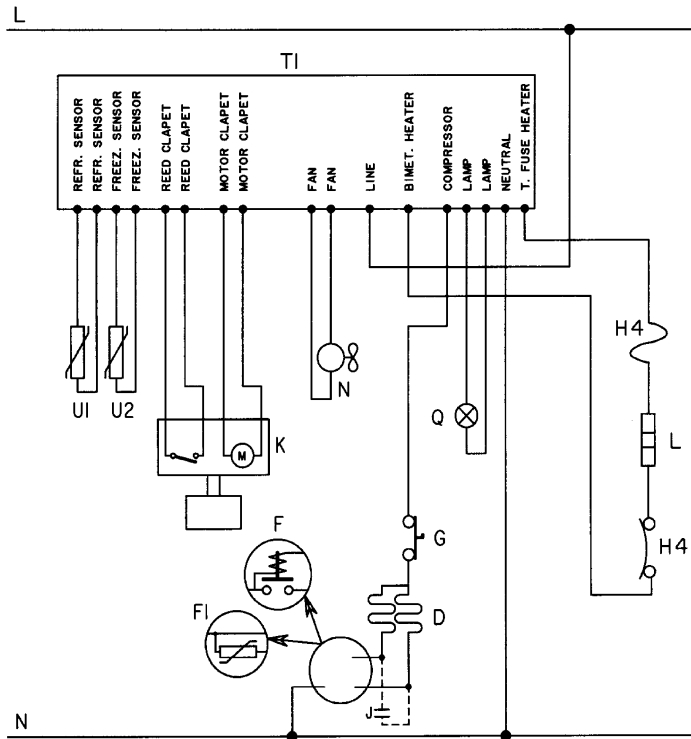 L
T1
REFR. SENSOR
REFR. SENSOR
FREEZ. SENSOR
FREEZ. SENSOR
REED CLAPET
REED CLAPET
MOTOR CLAPET
MOTOR CLAPET
FAN
FAN
LINE
BIMET. HEATER
COMPRESSOR
LAMP
LAMP
NEUTRAL
T. FUSE HEATER
H4
U1
U2
N
Q
L
K
M
F
G
H4
F1
D
J
N